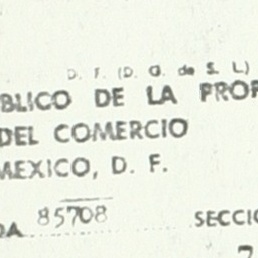 D. F. (D. G. de S. L.)
BLICO DE LA PROP
DEL COMERCIO
MEXICO, D. F.
DA 85708 SECCIO